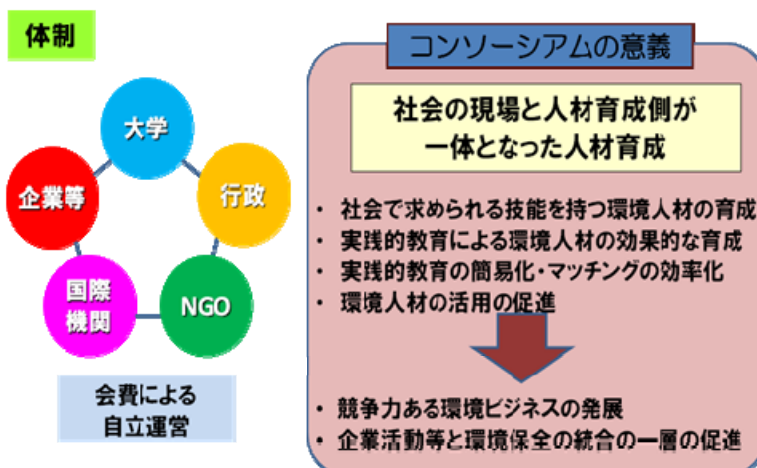 体制
大学
企業等
行政
国際
機関
NGO
会費による
自立運営
コンソーシアムの意義
社会の現場と人材育成側が
一体となった人材育成
・ 社会で求められる技能を持つ環境人材の育成
・ 実践的教育による環境人材の効果的な育成
・ 実践的教育の簡易化・マッチングの効率化
・ 環境人材の活用の促進
・ 競争力ある環境ビジネスの発展
・ 企業活動等と環境保全の統合の一層の促進